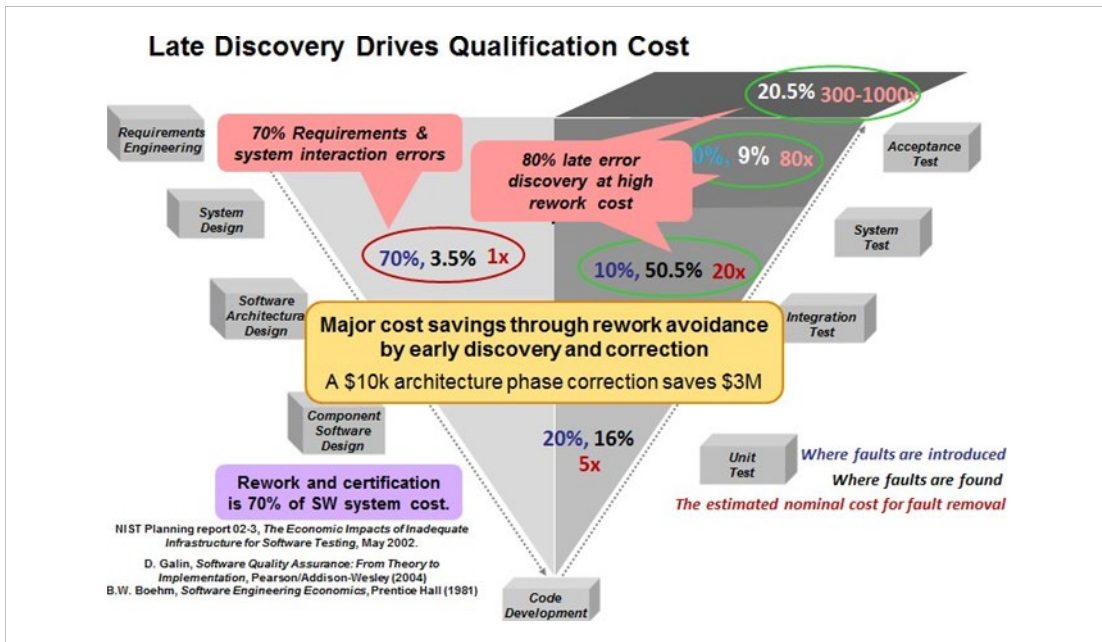 Late Discovery Drives Qualification Cost
20.5% 300-1000x
Requirements
Engineering
70% Requirements &
system interaction errors
80% late error
discovery at high
rework cost
0%, 9% 80x
Acceptance
Test
System
Design
System
Test
70%, 3.5% 1x
10%, 50.5% 20x
Software
Architectural
Design
Major cost savings through rework avoidance
by early discovery and correction
A $10k architecture phase correction saves $3M
Integration
Test
Component
Software
Design
20%, 16%
5x
Unit
Test
Where faults are introduced
Where faults are found
The estimated nominal cost for fault removal
Rework and certification
is 70% of SW system cost.
NIST Planning report 02-3, The Economic Impacts of Inadequate
Infrastructure for Software Testing, May 2002.
D. Galin, Software Quality Assurance: From Theory to
Implementation, Pearson/Addison-Wesley (2004)
B.W. Boehm, Software Engineering Economics, Prentice Hall (1981)
Code
Development